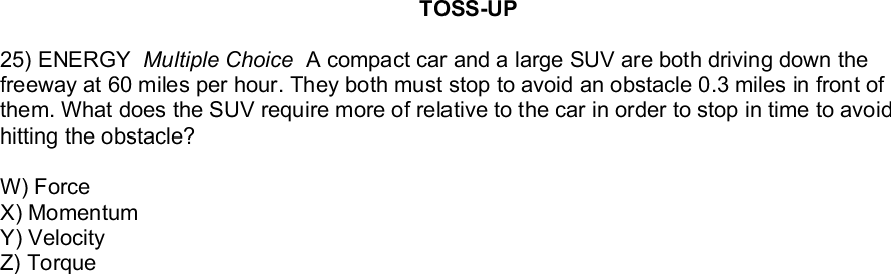 TOSS-UP
25) ENERGY Multiple Choice A compact car and a large SUV are both driving down the
freeway at 60 miles per hour. They both must stop to avoid an obstacle 0.3 miles in front of
them. What does the SUV require more of relative to the car in order to stop in time to avoid
hitting the obstacle?
W) Force
X) Momentum
Y) Velocity
Z) Torque